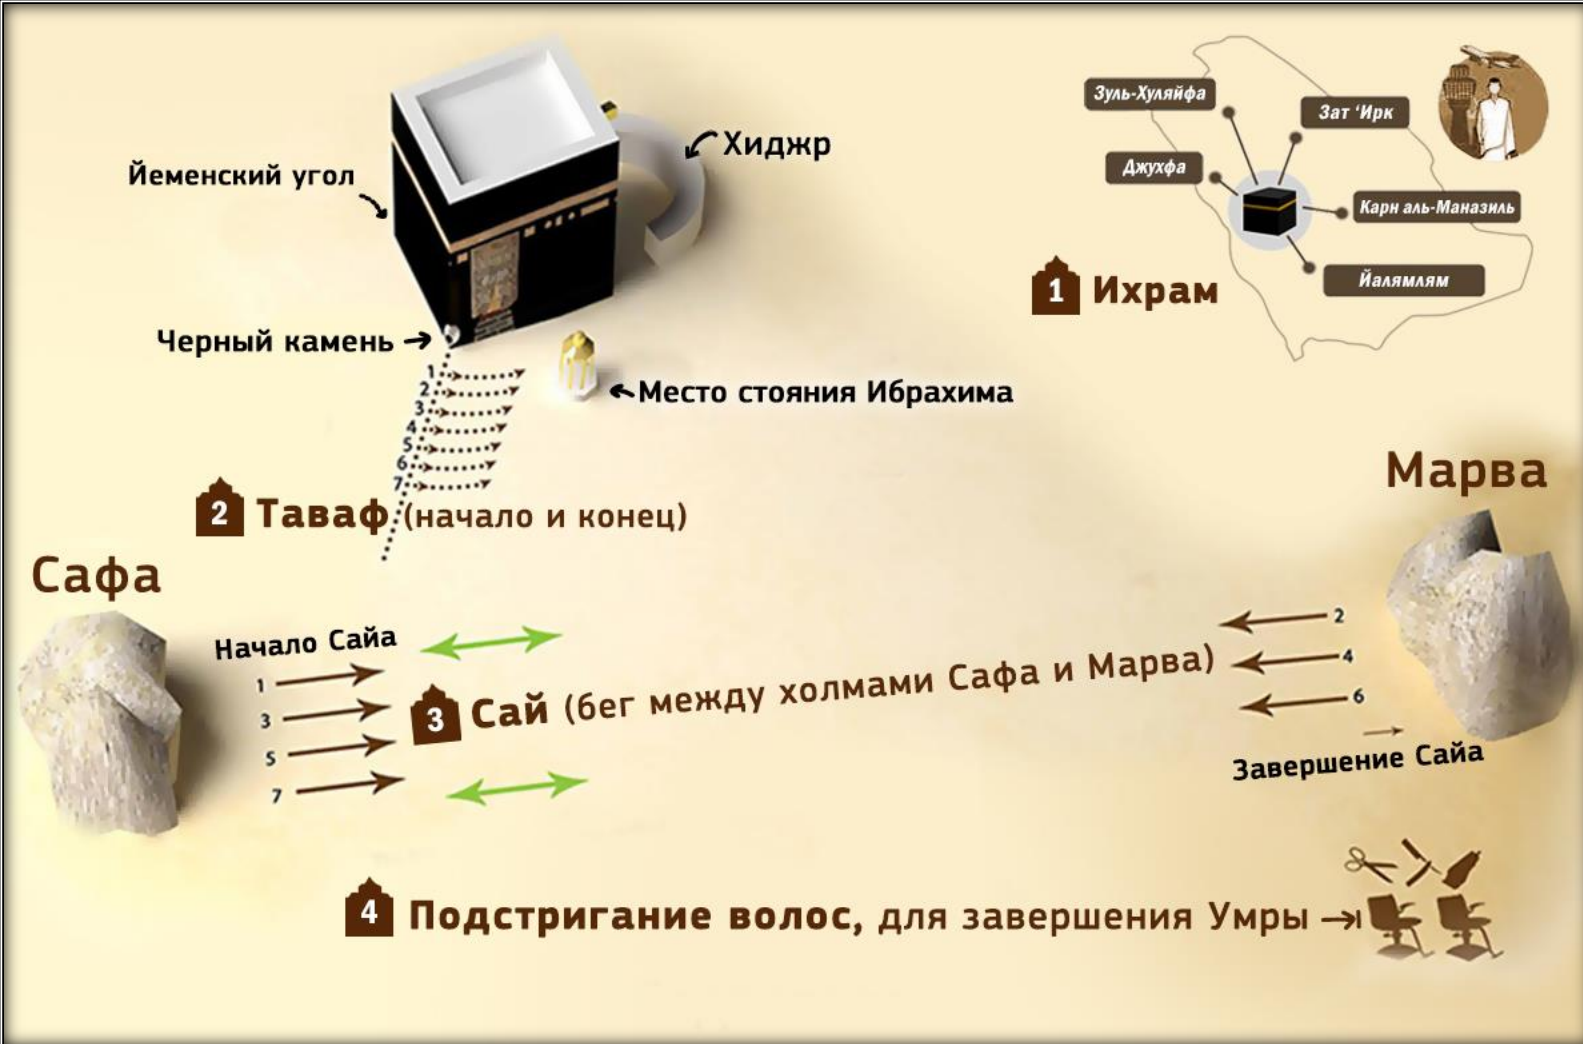 Зуль-Хуляйфа
Зат ‘Ирк
Джухфа
Карн аль-Маназиль
Йалямлям
1 Ихрам
Хиджр
Йеменский угол
Черный камень
Место стояния Ибрахима
1
2
3
4
5
6
7
2 Таваф (начало и конец)
Сафа
Марва
Начало Сайа
1
3
5
7
3 Сай (бег между холмами Сафа и Марва)
2
4
6
Завершение Сайа
4 Подстригание волос, для завершения Умры